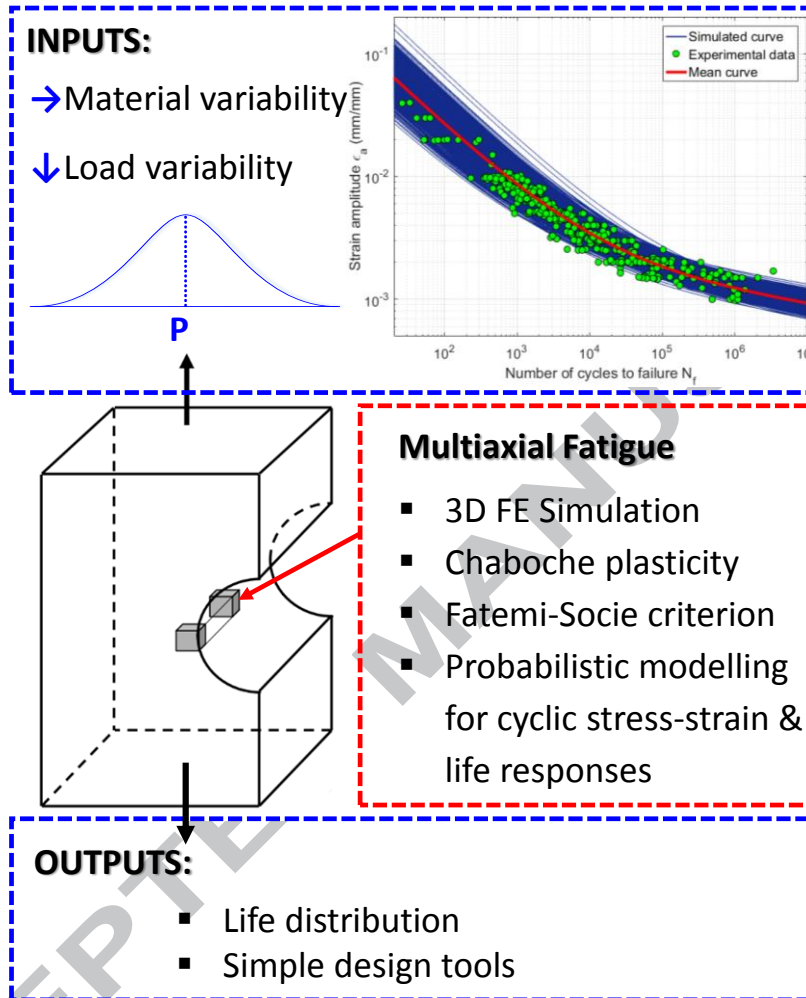 INPUTS:
→Material variability
↓Load variability
P
Simulated curve
Experimental data
Mean curve
Strain amplitude ϵa (mm/mm)
10-1
10-2
10-3
102
103
104
105
106
Number of cycles to failure Nf
Multiaxial Fatigue
▪ 3D FE Simulation
▪ Chaboche plasticity
▪ Fatemi-Socie criterion
▪ Probabilistic modelling
for cyclic stress-strain &
life responses
OUTPUTS:
▪ Life distribution
▪ Simple design tools